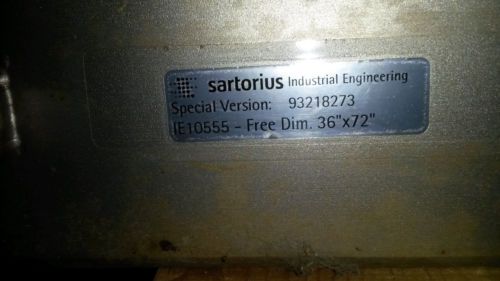 sartorius Industrial Engineering
Special Version: 93218273
IE10555 - Free Dim. 36"x72"